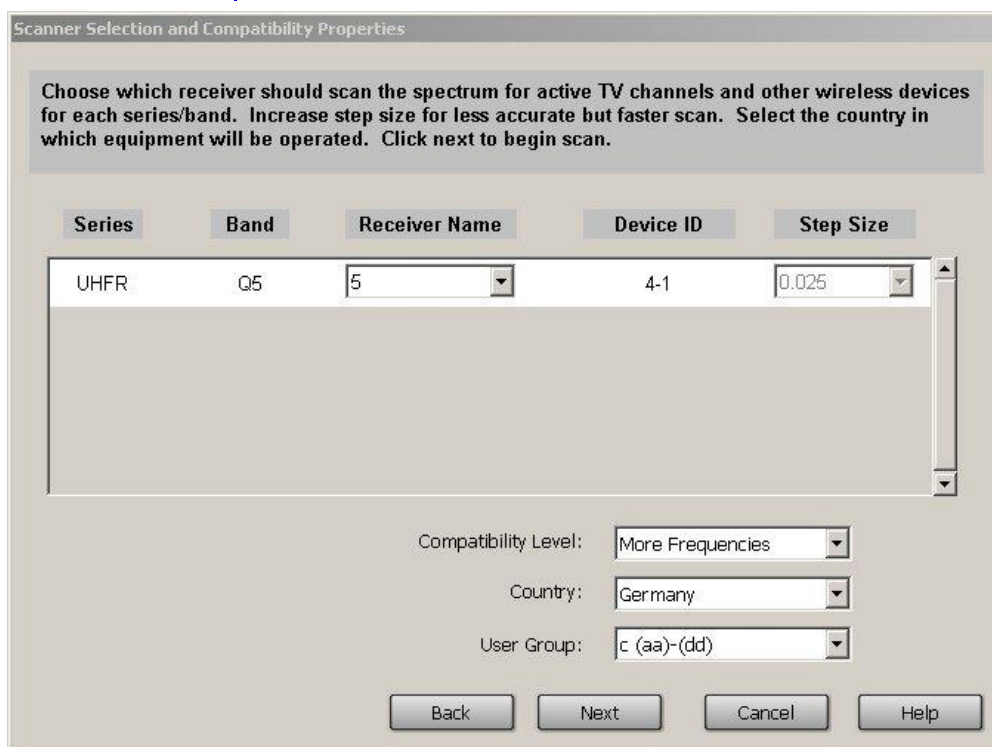 Scanner Selection and Compatibility Properties
Choose which receiver should scan the spectrum for active TV channels and other wireless devices
for each series/band. Increase step size for less accurate but faster scan. Select the country in
which equipment will be operated. Click next to begin scan.
Series Band Receiver Name Device ID Step Size
UHFR Q5 5 4-1 0.025
Compatibility Level: More Frequencies
Country: Germany
User Group: c (aa)-(dd)
Back Next Cancel Help